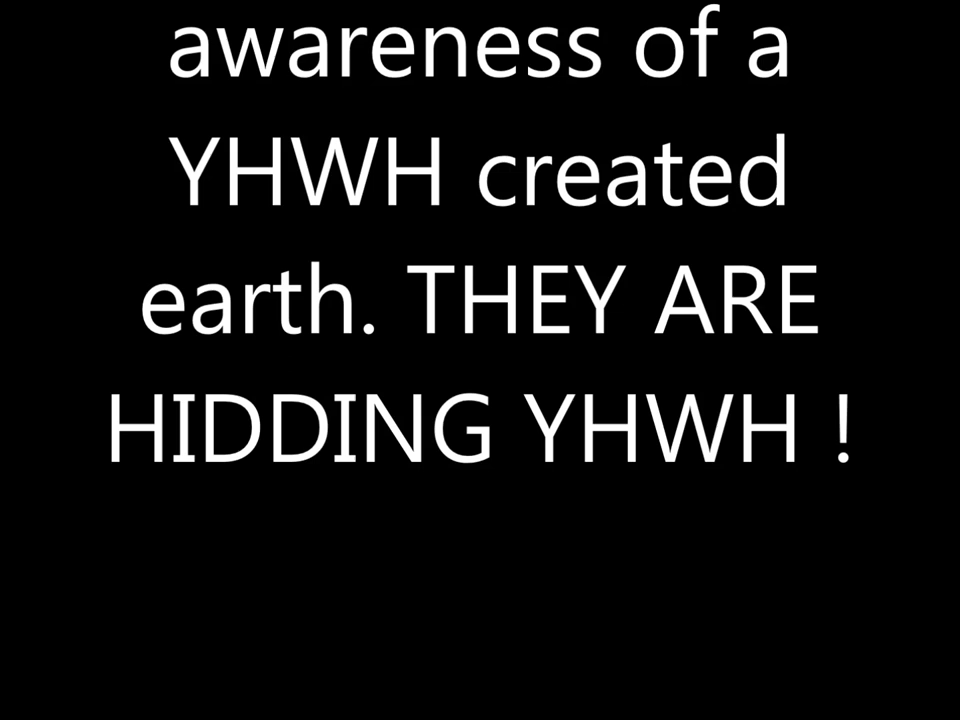 awareness of a
YHWH created
earth. THEY ARE
HIDDING YHWH !